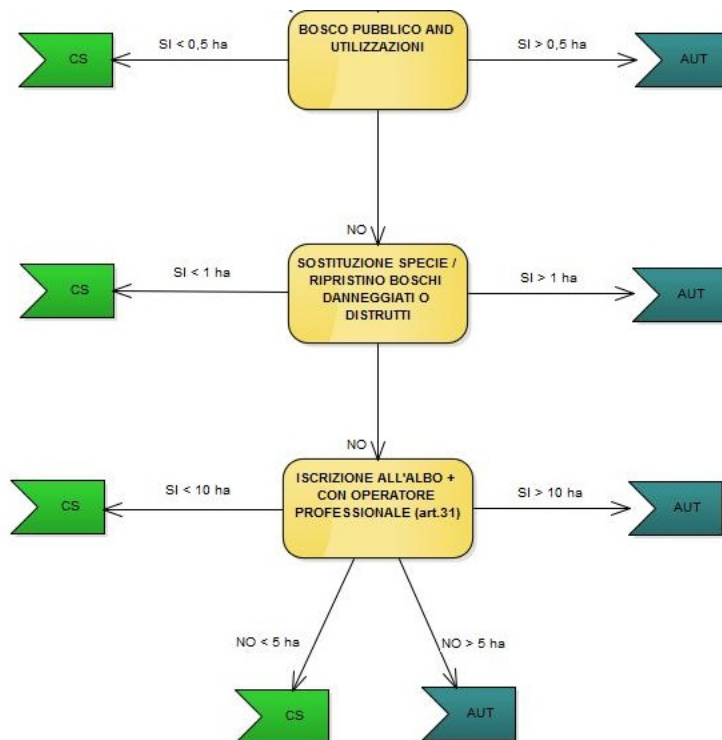 BOSCO PUBBLICO AND
UTILIZZAZIONI
SI < 0,5 ha
SI > 0,5 ha
CS
AUT
NO
SOSTITUZIONE SPECIE /
RIPRISTINO BOSCHI
DANNEGGIATI O
DISTRUTTI
SI < 1 ha
SI > 1 ha
CS
AUT
NO
ISCRIZIONE ALL'ALBO +
CON OPERATORE
PROFESSIONALE (art.31)
SI < 10 ha
SI > 10 ha
CS
AUT
NO < 5 ha
NO > 5 ha
CS
AUT